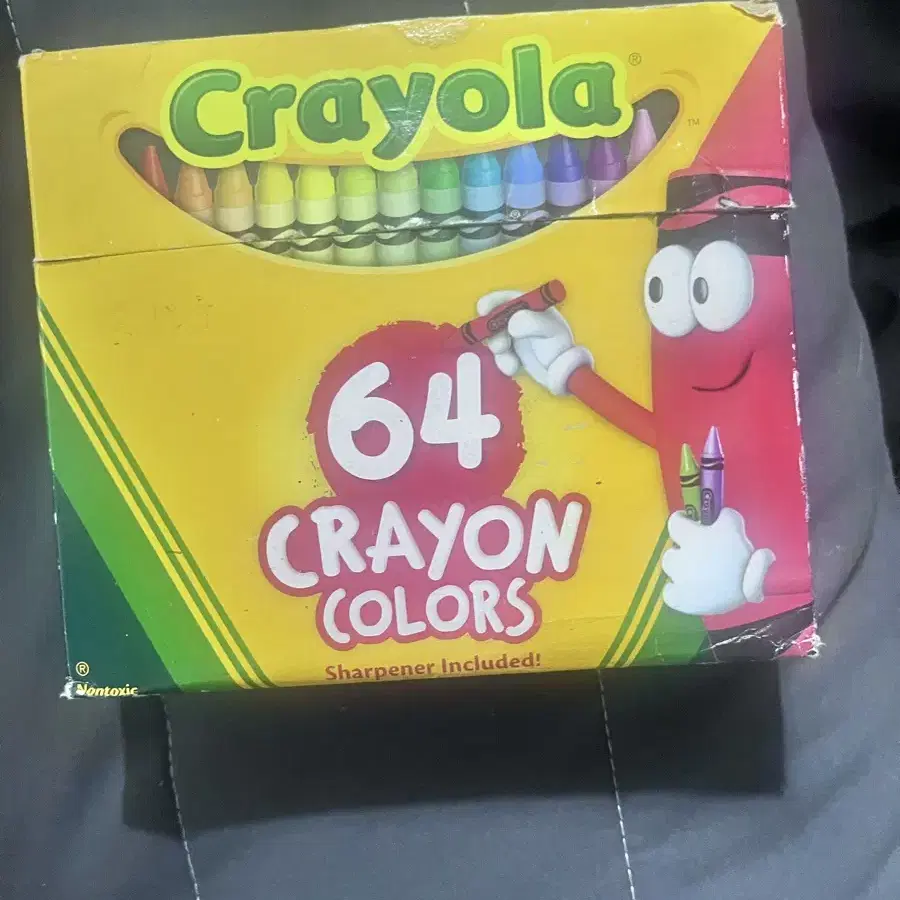 Crayola®
™
64
CRAYON
COLORS
Sharpener Included!
®
Nontoxic